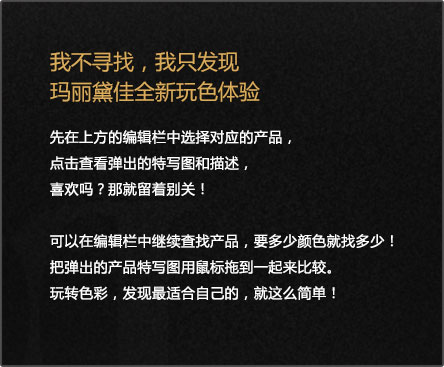 我不寻找，我只发现
玛丽黛佳全新玩色体验
先在上方的编辑栏中选择对应的产品，
点击查看弹出的特写图和描述，
喜欢吗？那就留着别关！
可以在编辑栏中继续查找产品，要多少颜色就找多少！
把弹出的产品特写图用鼠标拖到一起来比较。
玩转色彩，发现最适合自己的，就这么简单！